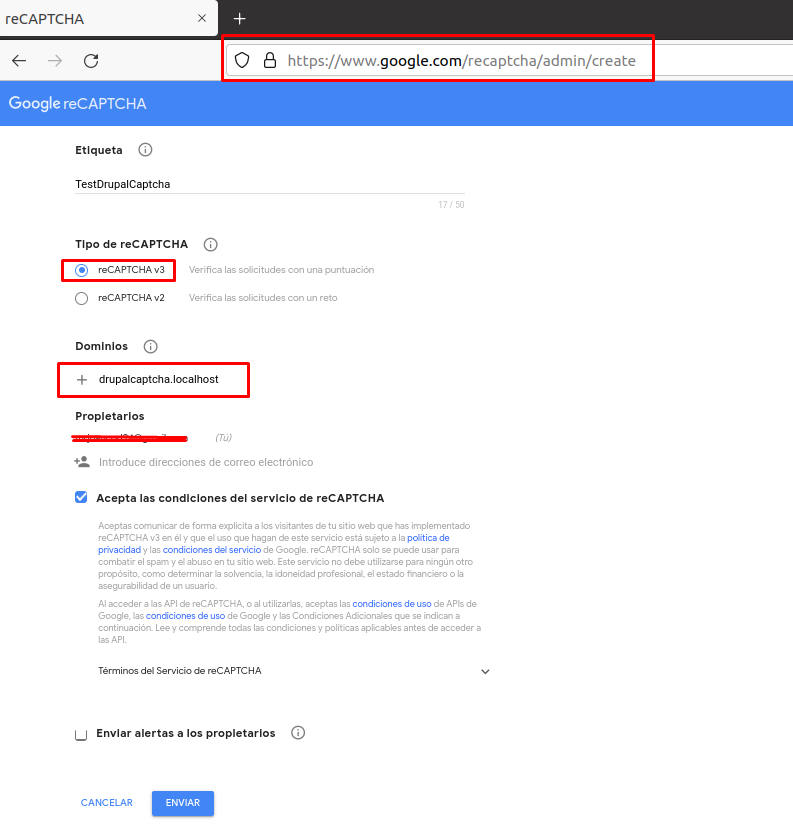 reCAPTCHA
https://www.google.com/recaptcha/admin/create
Google reCAPTCHA
Etiqueta
TestDrupalCaptcha
17 / 50
Tipo de reCAPTCHA
reCAPTCHA v3 Verifica las solicitudes con una puntuación
reCAPTCHA v2 Verifica las solicitudes con un reto
Dominios
drupalcaptcha.localhost
Propietarios
(Tú)
Introduce direcciones de correo electrónico
Acepta las condiciones del servicio de reCAPTCHA
Aceptas comunicar de forma explícita a los visitantes de tu sitio web que has implementado
reCAPTCHA v3 en él y que el uso que hagan de este servicio está sujeto a la política de
privacidad y las condiciones del servicio de Google. reCAPTCHA solo se puede usar para
combatir el spam y el abuso en tu sitio web. Este servicio no debe utilizarse para ningún otro
propósito, como determinar la solvencia, la idoneidad profesional, el estado financiero o la
asegurabilidad de un usuario.
Al acceder a las API de reCAPTCHA, o al utilizarlas, aceptas las condiciones de uso de APIs de
Google, las condiciones de uso de Google y las Condiciones Adicionales que se indican a
continuación. Lee y comprende todas las condiciones y políticas aplicables antes de acceder a
las API.
Términos del Servicio de reCAPTCHA
Enviar alertas a los propietarios
CANCELAR ENVIAR